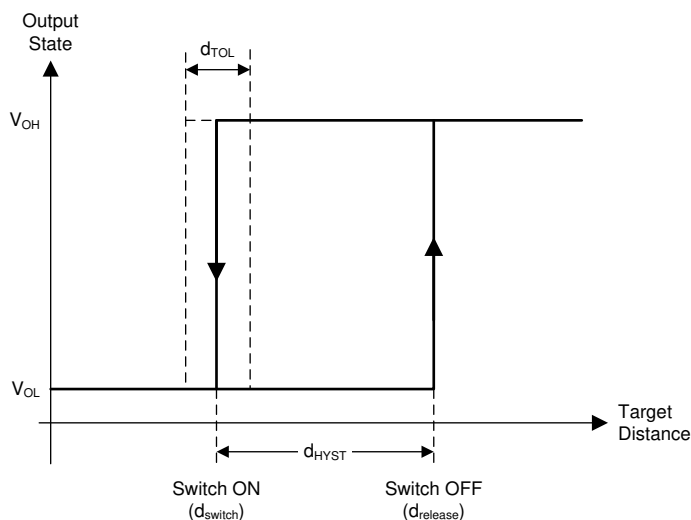 Output
State
dTOL
VOH
VOL
Target
Distance
dHYST
Switch ON
(dswitch)
Switch OFF
(drelease)